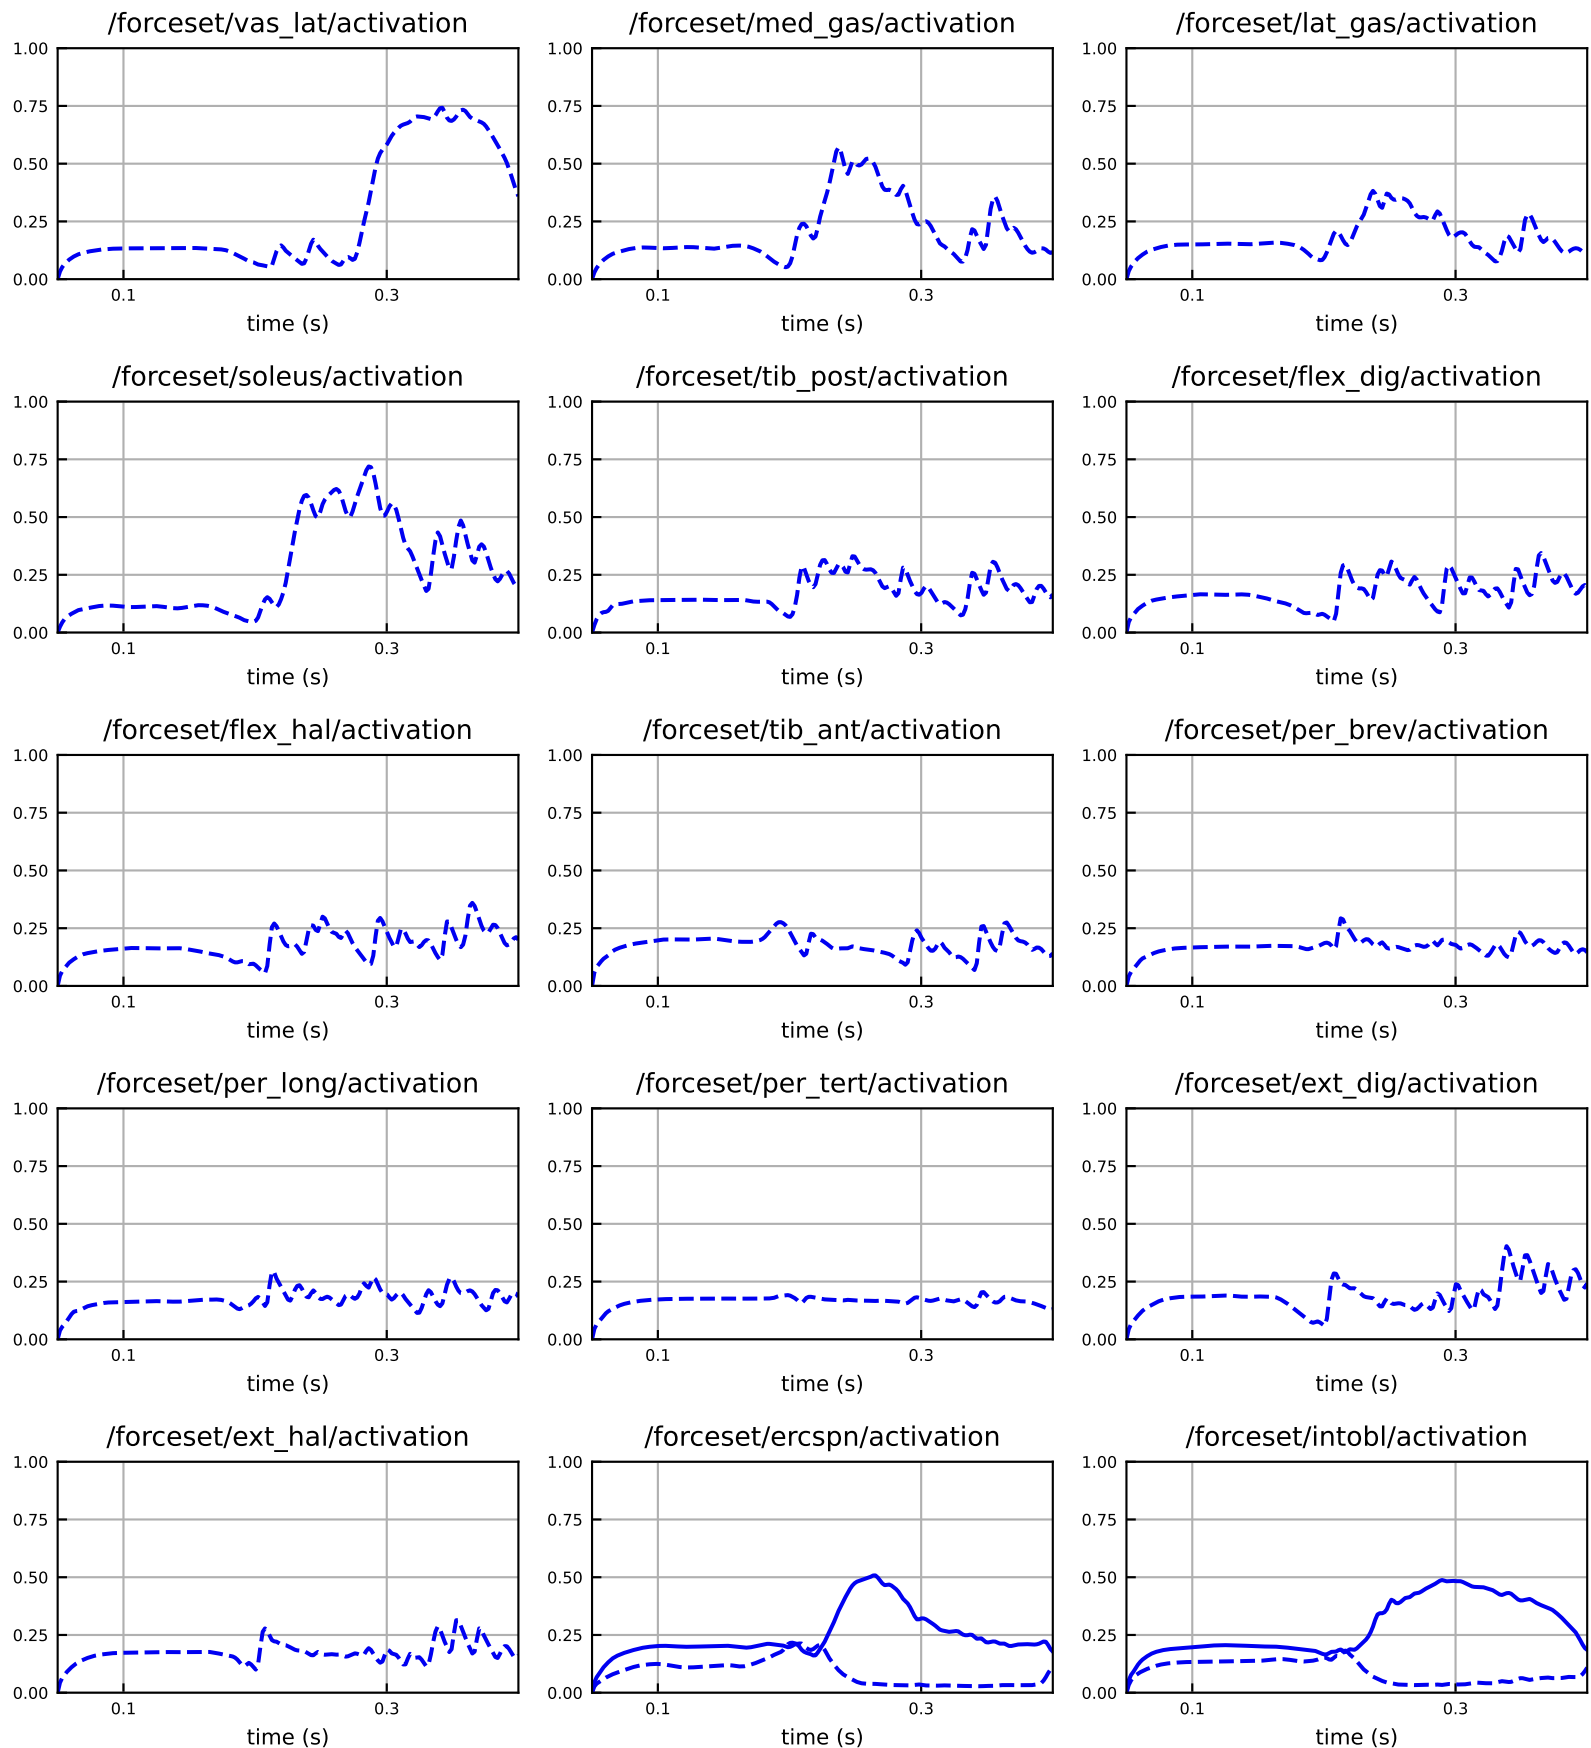 /forceset/vas_lat/activation /forceset/med_gas/activation /forceset/lat_gas/activation
1.00 1.00 1.00
0.75 0.75 0.75
0.50 0.50 0.50
0.25 0.25 0.25
0.00 0.00 0.00
0.1 0.3 0.1 0.3 0.1 0.3
time (s) time (s) time (s)
/forceset/soleus/activation /forceset/tib_post/activation /forceset/flex_dig/activation
1.00 1.00 1.00
0.75 0.75 0.75
0.50 0.50 0.50
0.25 0.25 0.25
0.00 0.00 0.00
0.1 0.3 0.1 0.3 0.1 0.3
time (s) time (s) time (s)
/forceset/flex_hal/activation /forceset/tib_ant/activation /forceset/per_brev/activation
1.00 1.00 1.00
0.75 0.75 0.75
0.50 0.50 0.50
0.25 0.25 0.25
0.00 0.00 0.00
0.1 0.3 0.1 0.3 0.1 0.3
time (s) time (s) time (s)
/forceset/per_long/activation /forceset/per_tert/activation /forceset/ext_dig/activation
1.00 1.00 1.00
0.75 0.75 0.75
0.50 0.50 0.50
0.25 0.25 0.25
0.00 0.00 0.00
0.1 0.3 0.1 0.3 0.1 0.3
time (s) time (s) time (s)
/forceset/ext_hal/activation /forceset/ercspn/activation /forceset/intobl/activation
1.00 1.00 1.00
0.75 0.75 0.75
0.50 0.50 0.50
0.25 0.25 0.25
0.00 0.00 0.00
0.1 0.3 0.1 0.3 0.1 0.3
time (s) time (s) time (s)